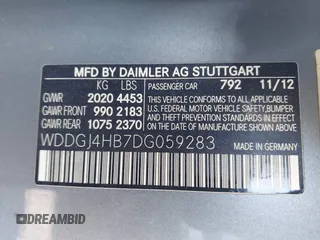 MFD BY DAIMLER AG STUTTGART
KG LBS
GVWR 2020 4453
GAWR FRONT 990 2183
GAWR REAR 1075 2370
PASSENGER CAR 792 11/12
THIS VEHICLE CONFORMS TO ALL APPLICABLE
U.S. FEDERAL MOTOR VEHICLE SAFETY, BUMPER,
AND THEFT PREVENTION STANDARDS IN EFFECT
ON THE DATE OF MANUFACTURE SHOWN ABOVE.
WDDGJ4HB7DG059283
MADE IN GERMANY
DREAMBID